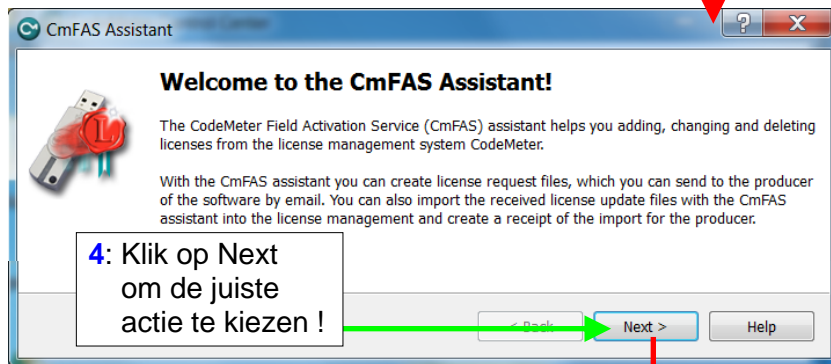 CmFAS Assistant
Welcome to the CmFAS Assistant!
The CodeMeter Field Activation Service (CmFAS) assistant helps you adding, changing and deleting
licenses from the license management system CodeMeter.
With the CmFAS assistant you can create license request files, which you can send to the producer
of the software by email. You can also import the received license update files with the CmFAS
assistant into the license management and create a receipt of the import for the producer.
4: Klik op Next
om de juiste
actie te kiezen !
< Back Next > Help